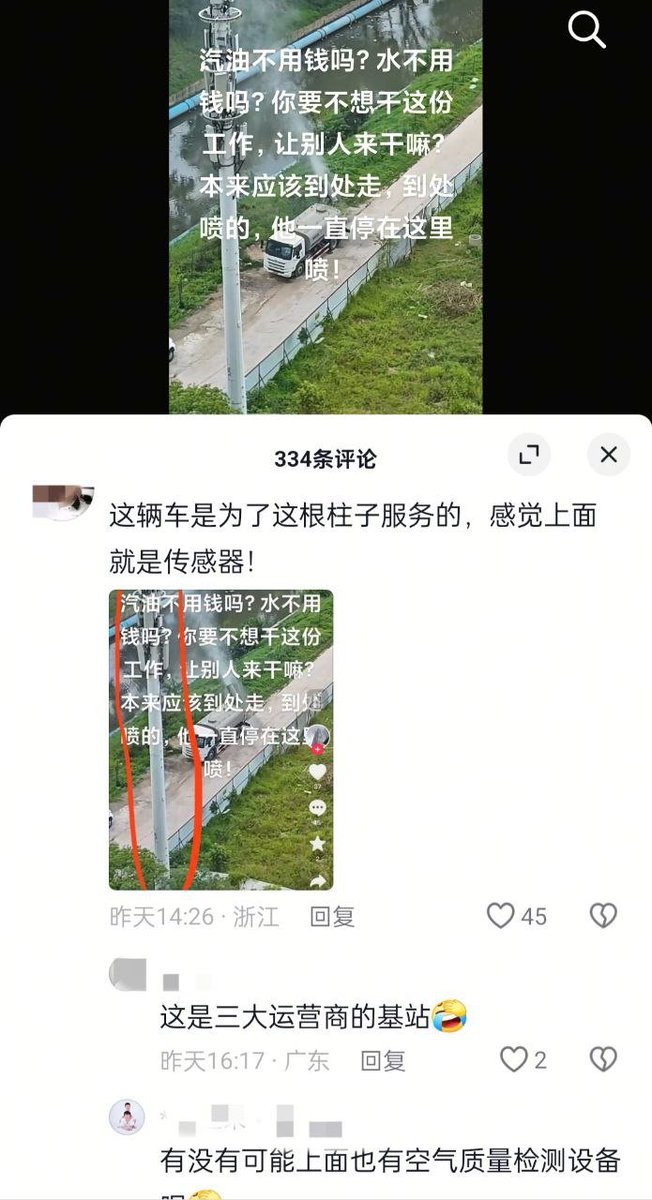 汽油不用钱吗？水不用
钱吗？你要不想干这份
工作，让别人来干嘛？
本来应该到处走，到处
喷的，他一直停在这里
喷！
334条评论
这辆车是为了这根柱子服务的，感觉上面
就是传感器！
汽油不用钱吗？水不用
钱吗？你要不想干这份
工作，让别人来干嘛？
本来应该到处走，到处
喷的，他一直停在这里
喷！
37
昨天14:26 · 浙江 回复 45
这是三大运营商的基站
昨天16:17 · 广东 回复 2
有没有可能上面也有空气质量检测设备